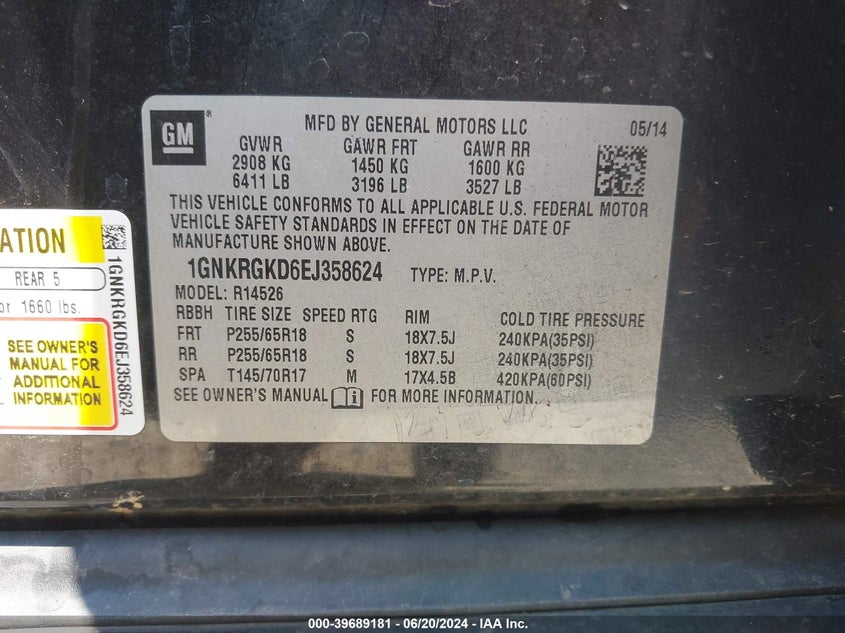 GM
®
MFD BY GENERAL MOTORS LLC 05/14
GVWR GAWR FRT GAWR RR
2908 KG 1450 KG 1600 KG
6411 LB 3196 LB 3527 LB
THIS VEHICLE CONFORMS TO ALL APPLICABLE U.S. FEDERAL MOTOR
VEHICLE SAFETY STANDARDS IN EFFECT ON THE DATE OF
MANUFACTURE SHOWN ABOVE.
1GNKRGKD6EJ358624 TYPE: M.P.V.
MODEL: R14526
RBBH TIRE SIZE SPEED RTG RIM COLD TIRE PRESSURE
FRT P255/65R18 S 18X7.5J 240KPA(35PSI)
RR P255/65R18 S 18X7.5J 240KPA(35PSI)
SPA T145/70R17 M 17X4.5B 420KPA(60PSI)
SEE OWNER'S MANUAL i FOR MORE INFORMATION.
ATION
REAR 5
or 1660 lbs.
SEE OWNER'S
MANUAL FOR
ADDITIONAL
INFORMATION
1GNKRGKD6EJ358624
000-39689181 - 06/20/2024 - IAA Inc.